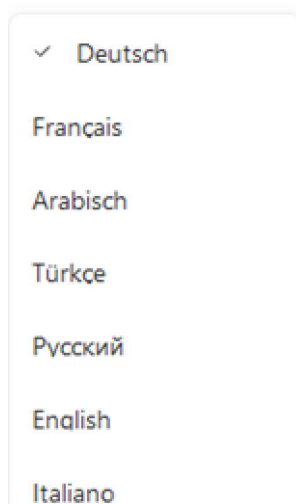 Deutsch
Français
Arabisch
Türkçe
Русский
English
Italiano